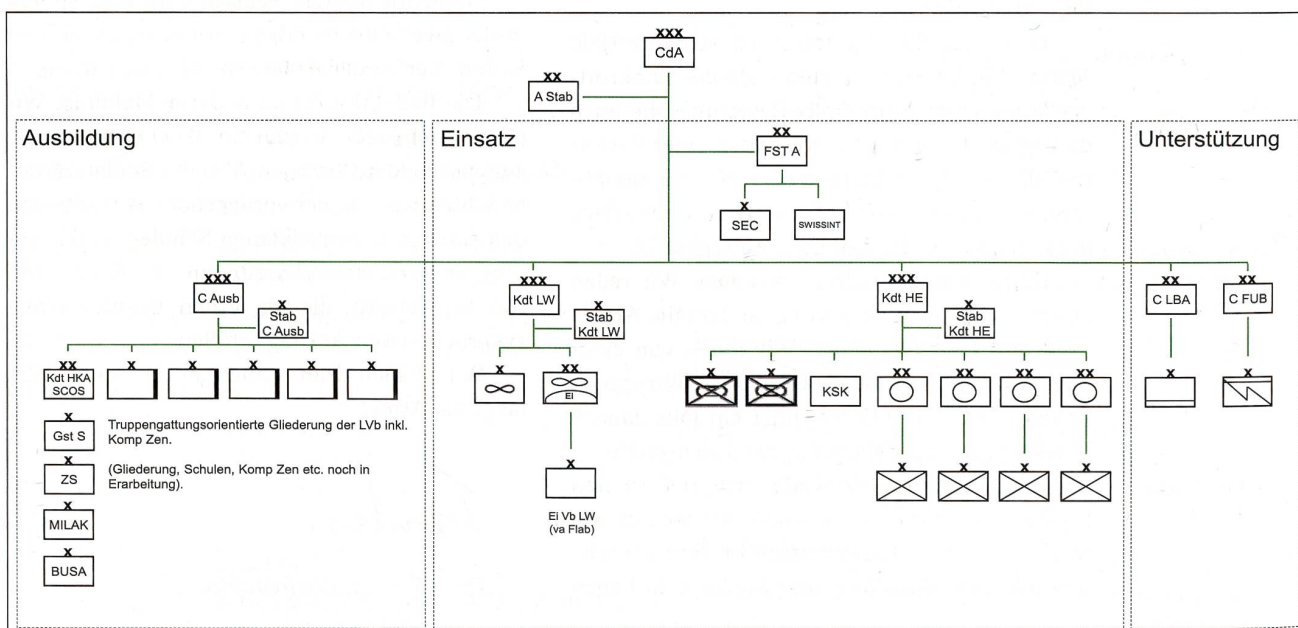 XXX
CdA
XX
A Stab
Ausbildung
Einsatz
Unterstützung
XX
FST A
X
SEC
SWISSINT
XXX
C Ausb
X
Stab
C Ausb
XXX
Kdt LW
X
Stab
Kdt LW
XXX
Kdt HE
X
Stab
Kdt HE
XX
C LBA
XX
C FUB
XX
Kdt HKA
SCOS
X
X
X
X
X
X
XX
EI
X
X
KSK
XX
XX
XX
XX
X
X
X
Gst S
Truppengattungsorientierte Gliederung der LVb inkl.
Komp Zen.
X
ZS
(Gliederung, Schulen, Komp Zen etc. noch in
Erarbeitung).
X
MILAK
X
BUSA
X
Ei Vb LW
(va Flab)
X
X
X
X